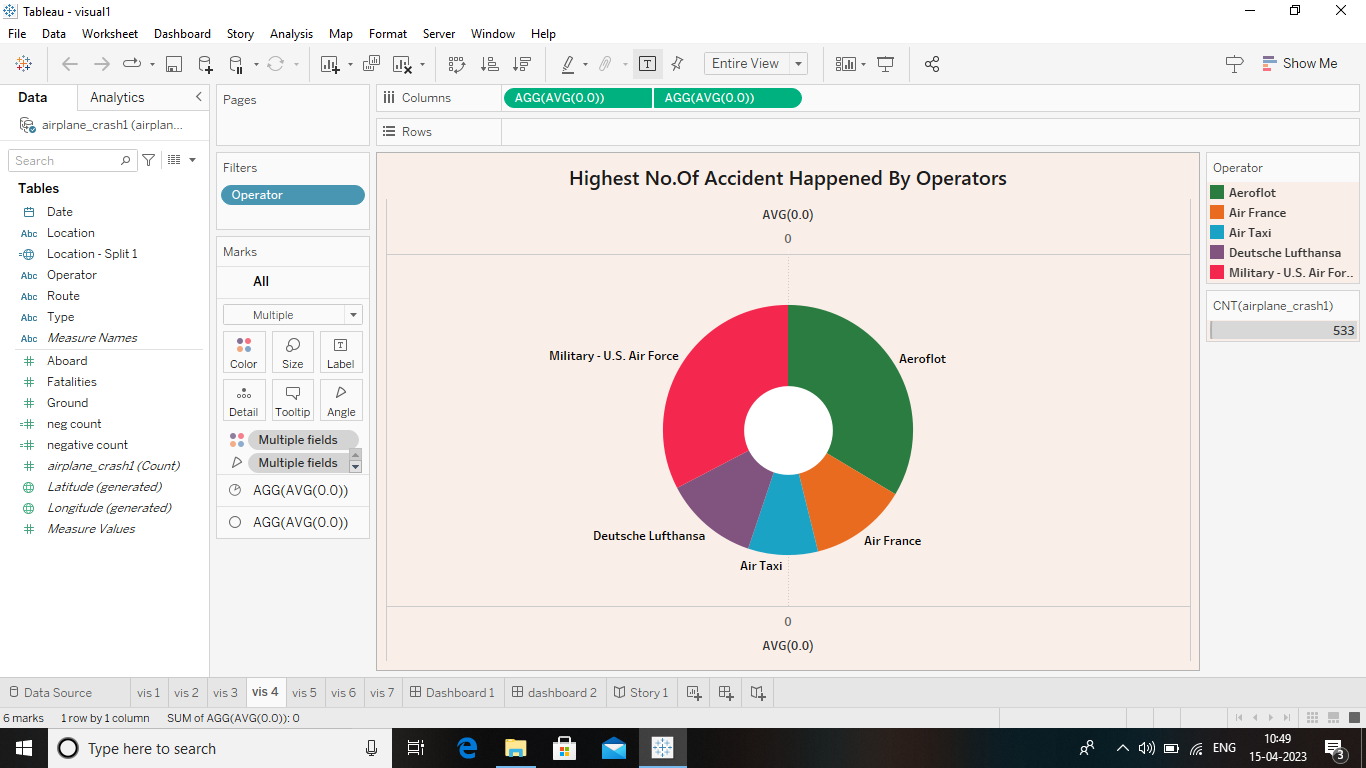 Tableau - visual1
File Data Worksheet Dashboard Story Analysis Map Format Server Window Help
Entire View
Show Me
Data Analytics
airplane_crash1 (airplan...
Search
Tables
Date
Abc Location
Location - Split 1
Abc Operator
Abc Route
Abc Type
Abc Measure Names
Aboard
Fatalities
Ground
neg count
negative count
airplane_crash1 (Count)
Latitude (generated)
Longitude (generated)
Measure Values
Pages
Filters
Operator
Marks
All
Multiple
Color Size Label
Detail Tooltip Angle
Multiple fields
Multiple fields
AGG(AVG(0.0))
AGG(AVG(0.0))
Columns AGG(AVG(0.0)) AGG(AVG(0.0))
Rows
Highest No.Of Accident Happened By Operators
AVG(0.0)
0
Military - U.S. Air Force
Aeroflot
Deutsche Lufthansa
Air France
Air Taxi
0
AVG(0.0)
Operator
Aeroflot
Air France
Air Taxi
Deutsche Lufthansa
Military - U.S. Air For..
CNT(airplane_crash1)
533
Data Source vis 1 vis 2 vis 3 vis 4 vis 5 vis 6 vis 7 Dashboard 1 dashboard 2 Story 1
6 marks 1 row by 1 column SUM of AGG(AVG(0.0)): 0
Type here to search
ENG
10:49
15-04-2023
3